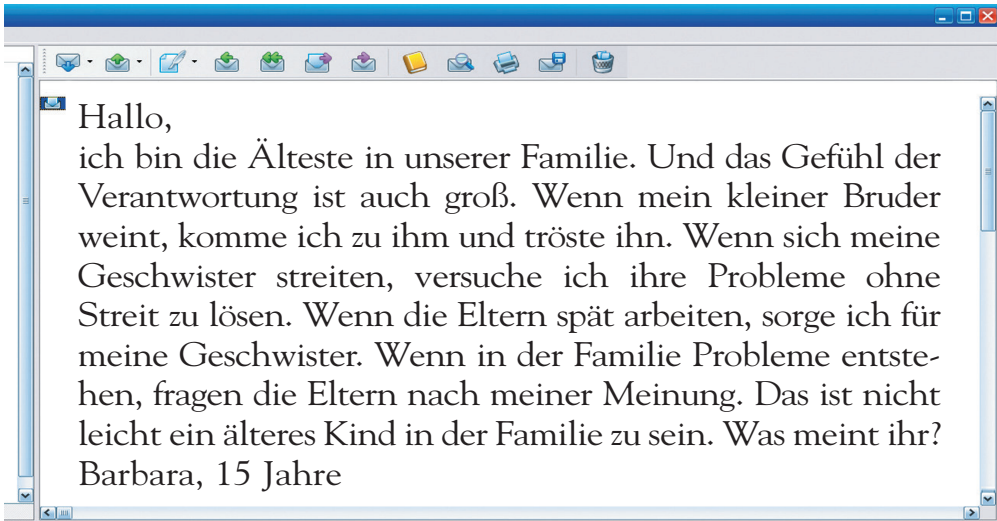 Hallo,
ich bin die Älteste in unserer Familie. Und das Gefühl der
Verantwortung ist auch groß. Wenn mein kleiner Bruder
weint, komme ich zu ihm und tröste ihn. Wenn sich meine
Geschwister streiten, versuche ich ihre Probleme ohne
Streit zu lösen. Wenn die Eltern spät arbeiten, sorge ich für
meine Geschwister. Wenn in der Familie Probleme entste-
hen, fragen die Eltern nach meiner Meinung. Das ist nicht
leicht ein älteres Kind in der Familie zu sein. Was meint ihr?
Barbara, 15 Jahre